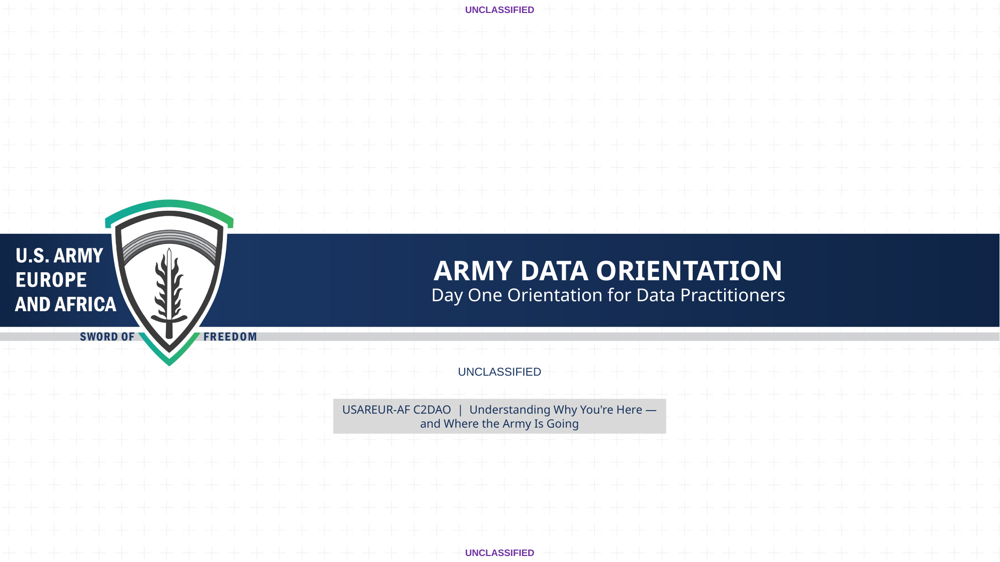 UNCLASSIFIED
U.S. ARMY
EUROPE
AND AFRICA
SWORD OF FREEDOM
ARMY DATA ORIENTATION
Day One Orientation for Data Practitioners
UNCLASSIFIED
USAREUR-AF C2DAO | Understanding Why You're Here —
and Where the Army Is Going
UNCLASSIFIED